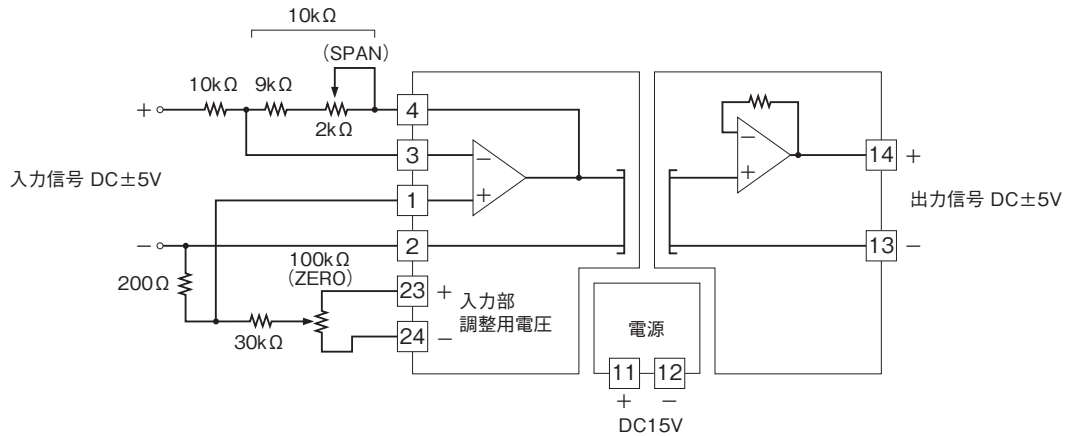 10kΩ
(SPAN)
10kΩ 9kΩ
2kΩ
+
4
3
1
2
入力信号 DC±5V
−
200Ω
100kΩ
(ZERO)
30kΩ
23 +
24 −
入力部
調整用電圧
−
+
電源
11 12
+ −
DC15V
−
+
14 +
出力信号 DC±5V
13 −